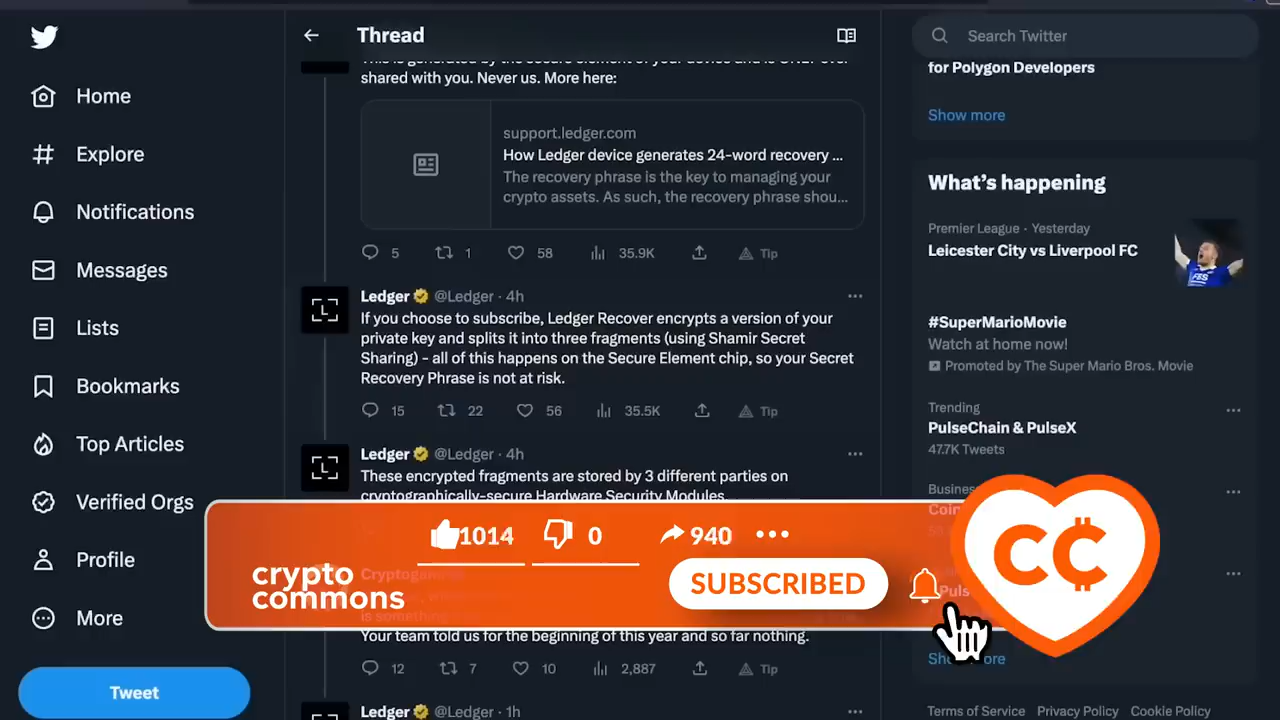 Thread
Search Twitter
Home
Explore
Notifications
Messages
Lists
Bookmarks
Top Articles
Verified Orgs
Profile
More
Tweet
shared with you. Never us. More here:
support.ledger.com
How Ledger device generates 24-word recovery ...
The recovery phrase is the key to managing your
crypto assets. As such, the recovery phrase shou...
5 1 58 35.9K Tip
Ledger @Ledger · 4h
If you choose to subscribe, Ledger Recover encrypts a version of your
private key and splits it into three fragments (using Shamir Secret
Sharing) - all of this happens on the Secure Element chip, so your Secret
Recovery Phrase is not at risk.
15 22 56 35.5K Tip
Ledger @Ledger · 4h
These encrypted fragments are stored by 3 different parties on
cryptographically-secure Hardware Security Modules.
Your team told us for the beginning of this year and so far nothing.
12 7 10 2,887 Tip
Ledger @Ledger · 1h
for Polygon Developers
Show more
What's happening
Premier League · Yesterday
Leicester City vs Liverpool FC
#SuperMarioMovie
Watch at home now!
Promoted by The Super Mario Bros. Movie
Trending
PulseChain & PulseX
47.7K Tweets
Terms of Service Privacy Policy Cookie Policy
1014 0 940
crypto
commons
SUBSCRIBED
CC